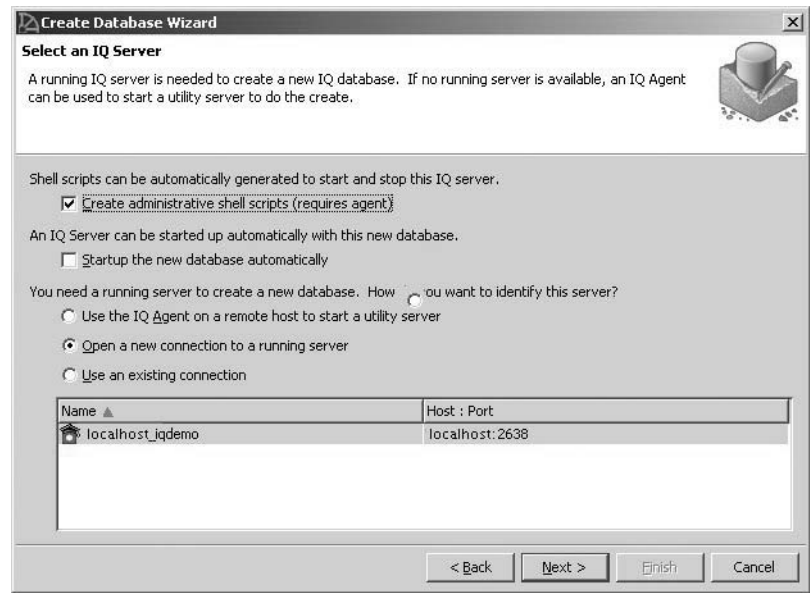 Create Database Wizard
Select an IQ Server
A running IQ server is needed to create a new IQ database. If no running server is available, an IQ Agent
can be used to start a utility server to do the create.
Shell scripts can be automatically generated to start and stop this IQ server.
Create administrative shell scripts (requires agent)
An IQ Server can be started up automatically with this new database.
Startup the new database automatically
You need a running server to create a new database. How you want to identify this server?
Use the IQ Agent on a remote host to start a utility server
Open a new connection to a running server
Use an existing connection
Name Host : Port
localhost_iqdemo localhost:2638
< Back Next > Finish Cancel